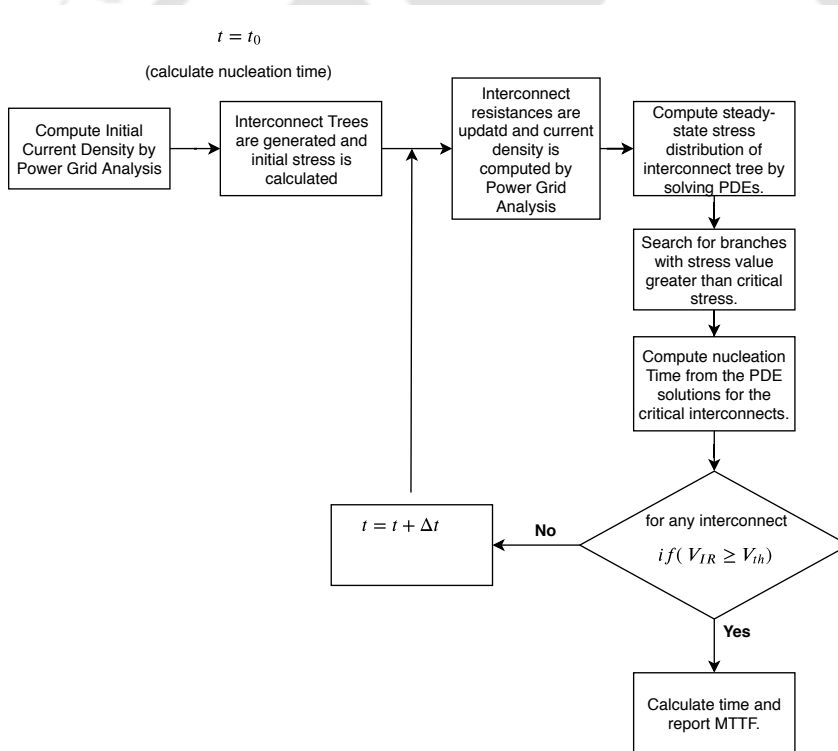 t = t₀
(calculate nucleation time)
Compute Initial
Current Density by
Power Grid Analysis
Interconnect Trees
are generated and
initial stress is
calculated
Interconnect
resistances are
updatd and current
density is
computed by
Power Grid
Analysis
Compute steady-
state stress
distribution of
interconnect tree by
solving PDEs.
Search for branches
with stress value
greater than critical
stress.
Compute nucleation
Time from the PDE
solutions for the
critical interconnects.
for any interconnect
if( V_{IR} ≥ V_{th})
No
t = t + Δt
Yes
Calculate time and
report MTTF.